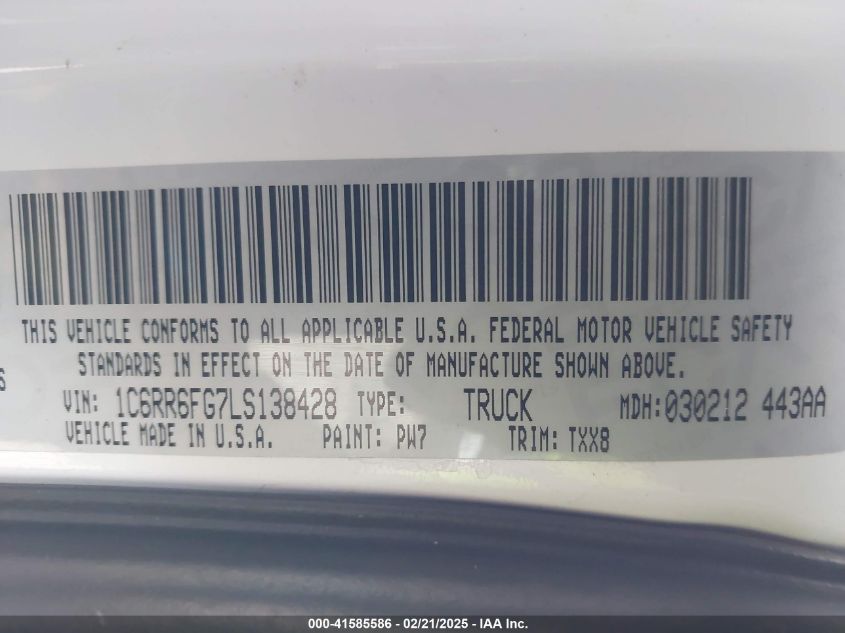 THIS VEHICLE CONFORMS TO ALL APPLICABLE U.S.A. FEDERAL MOTOR VEHICLE SAFETY
STANDARDS IN EFFECT ON THE DATE OF MANUFACTURE SHOWN ABOVE.
S
VIN: 1C6RR6FG7LS138428 TYPE: TRUCK MDH:030212 443AA
VEHICLE MADE IN U.S.A. PAINT: PW7 TRIM: TXX8
000-41585586 - 02/21/2025 - IAA Inc.